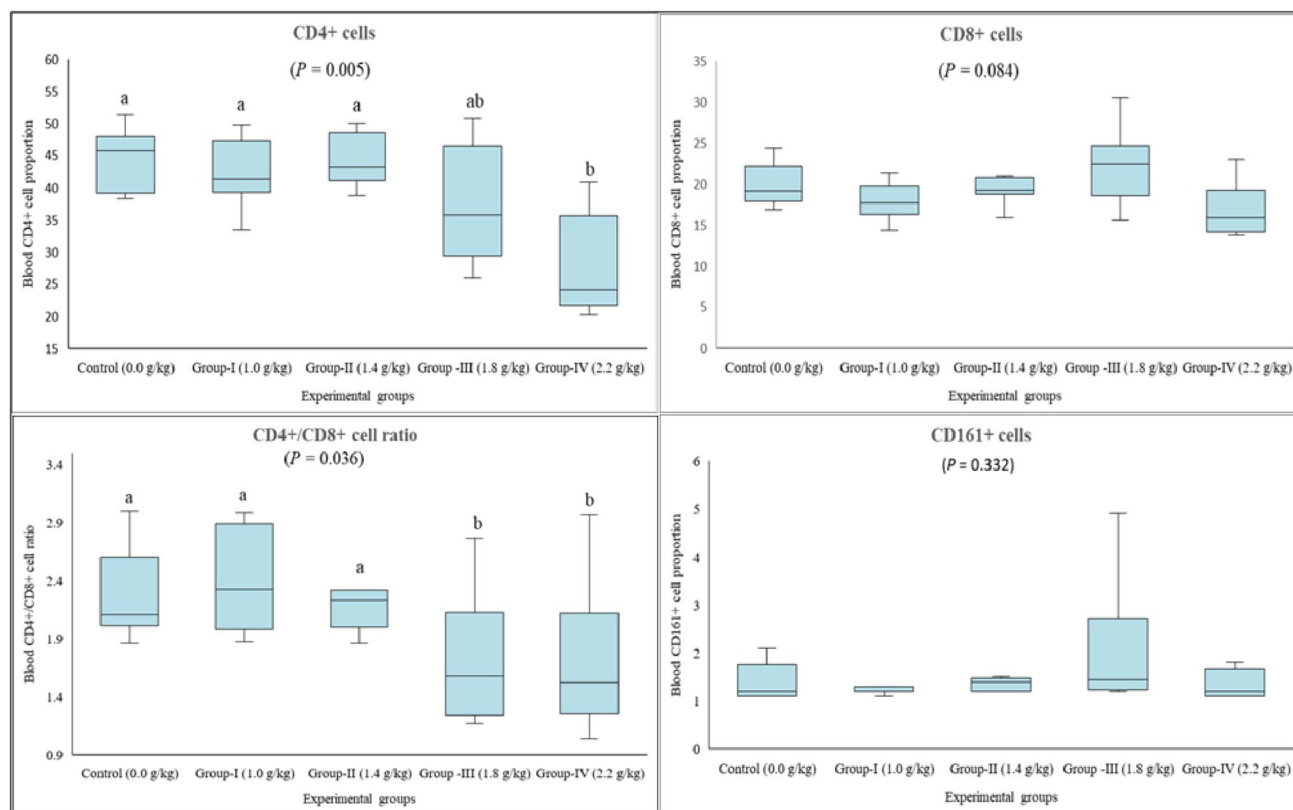 CD4+ cells
(P = 0.005)
Blood CD4+ cell proportion
60
55
50
45
40
35
30
25
20
15
a
a
a
ab
b
Control (0.0 g/kg) Group-I (1.0 g/kg) Group-II (1.4 g/kg) Group -III (1.8 g/kg) Group-IV (2.2 g/kg)
Experimental groups
CD8+ cells
(P = 0.084)
Blood CD8+ cell proportion
35
30
25
20
15
10
5
0
Control (0.0 g/kg) Group-I (1.0 g/kg) Group-II (1.4 g/kg) Group -III (1.8 g/kg) Group-IV (2.2 g/kg)
Experimental groups
CD4+/CD8+ cell ratio
(P = 0.036)
Blood CD4+/CD8+ cell ratio
3.4
2.9
2.4
1.9
1.4
0.9
a
a
a
b
b
Control (0.0 g/kg) Group-I (1.0 g/kg) Group-II (1.4 g/kg) Group -III (1.8 g/kg) Group-IV (2.2 g/kg)
Experimental groups
CD161+ cells
(P = 0.332)
Blood CD161+ cell proportion
6
5
4
3
2
1
0
Control (0.0 g/kg) Group-I (1.0 g/kg) Group-II (1.4 g/kg) Group -III (1.8 g/kg) Group-IV (2.2 g/kg)
Experimental groups